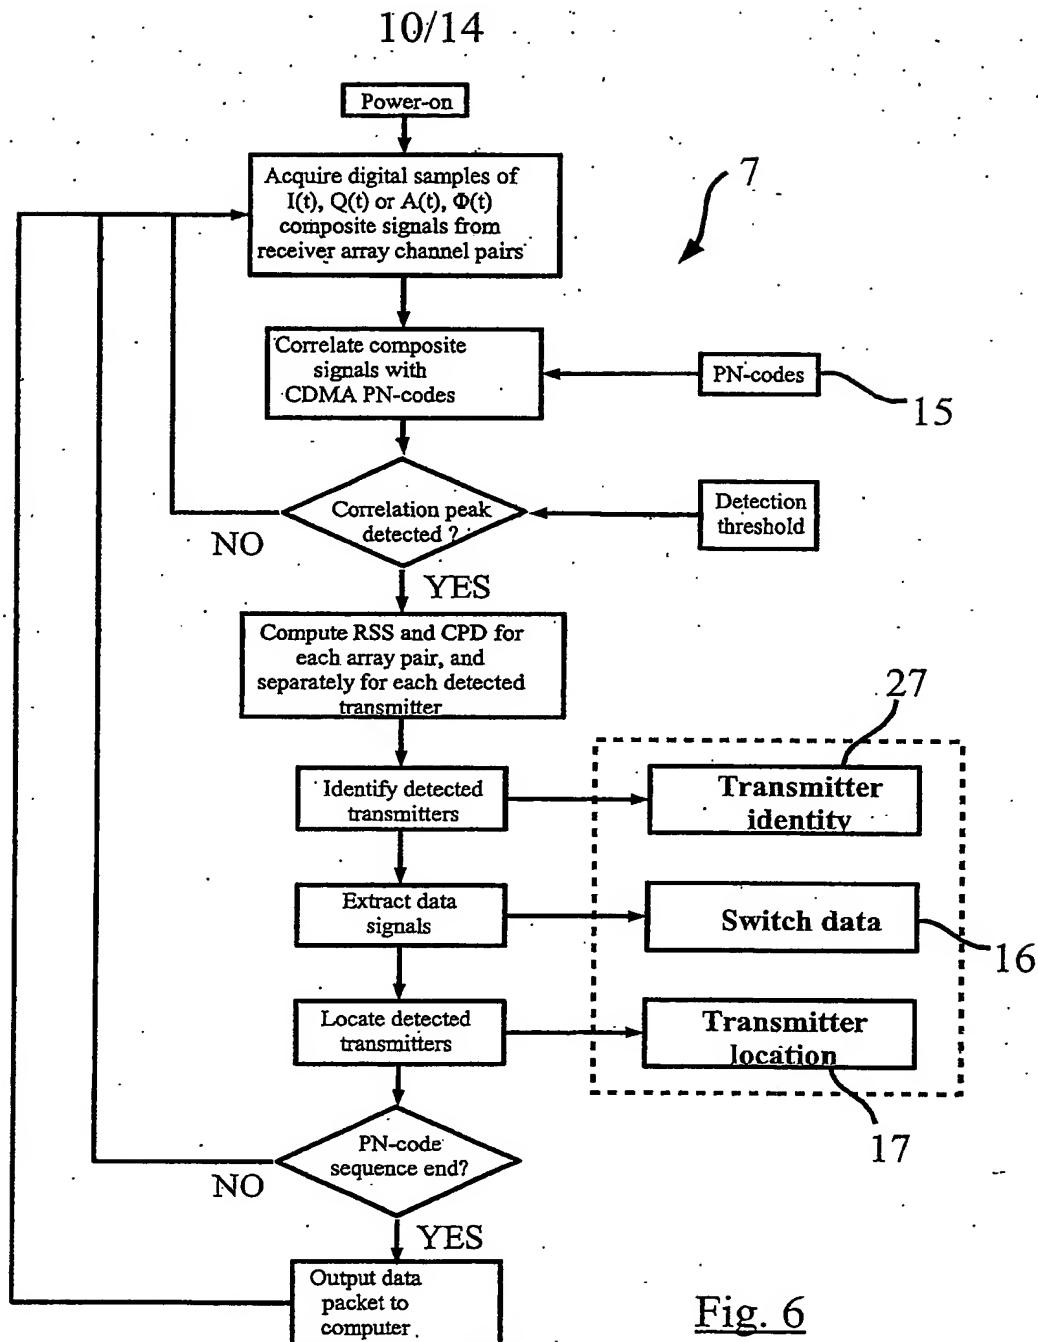 10/14
Power-on
Acquire digital samples of
I(t), Q(t) or A(t), Φ(t)
composite signals from
receiver array channel pairs
7
Correlate composite
signals with
CDMA PN-codes
PN-codes
15
Correlation peak
detected ?
Detection
threshold
NO
YES
Compute RSS and CPD for
each array pair, and
separately for each detected
transmitter
27
Identify detected
transmitters
Transmitter
identity
Extract data
signals
Switch data
16
Locate detected
transmitters
Transmitter
location
17
PN-code
sequence end?
NO
YES
Output data
packet to
computer
Fig. 6